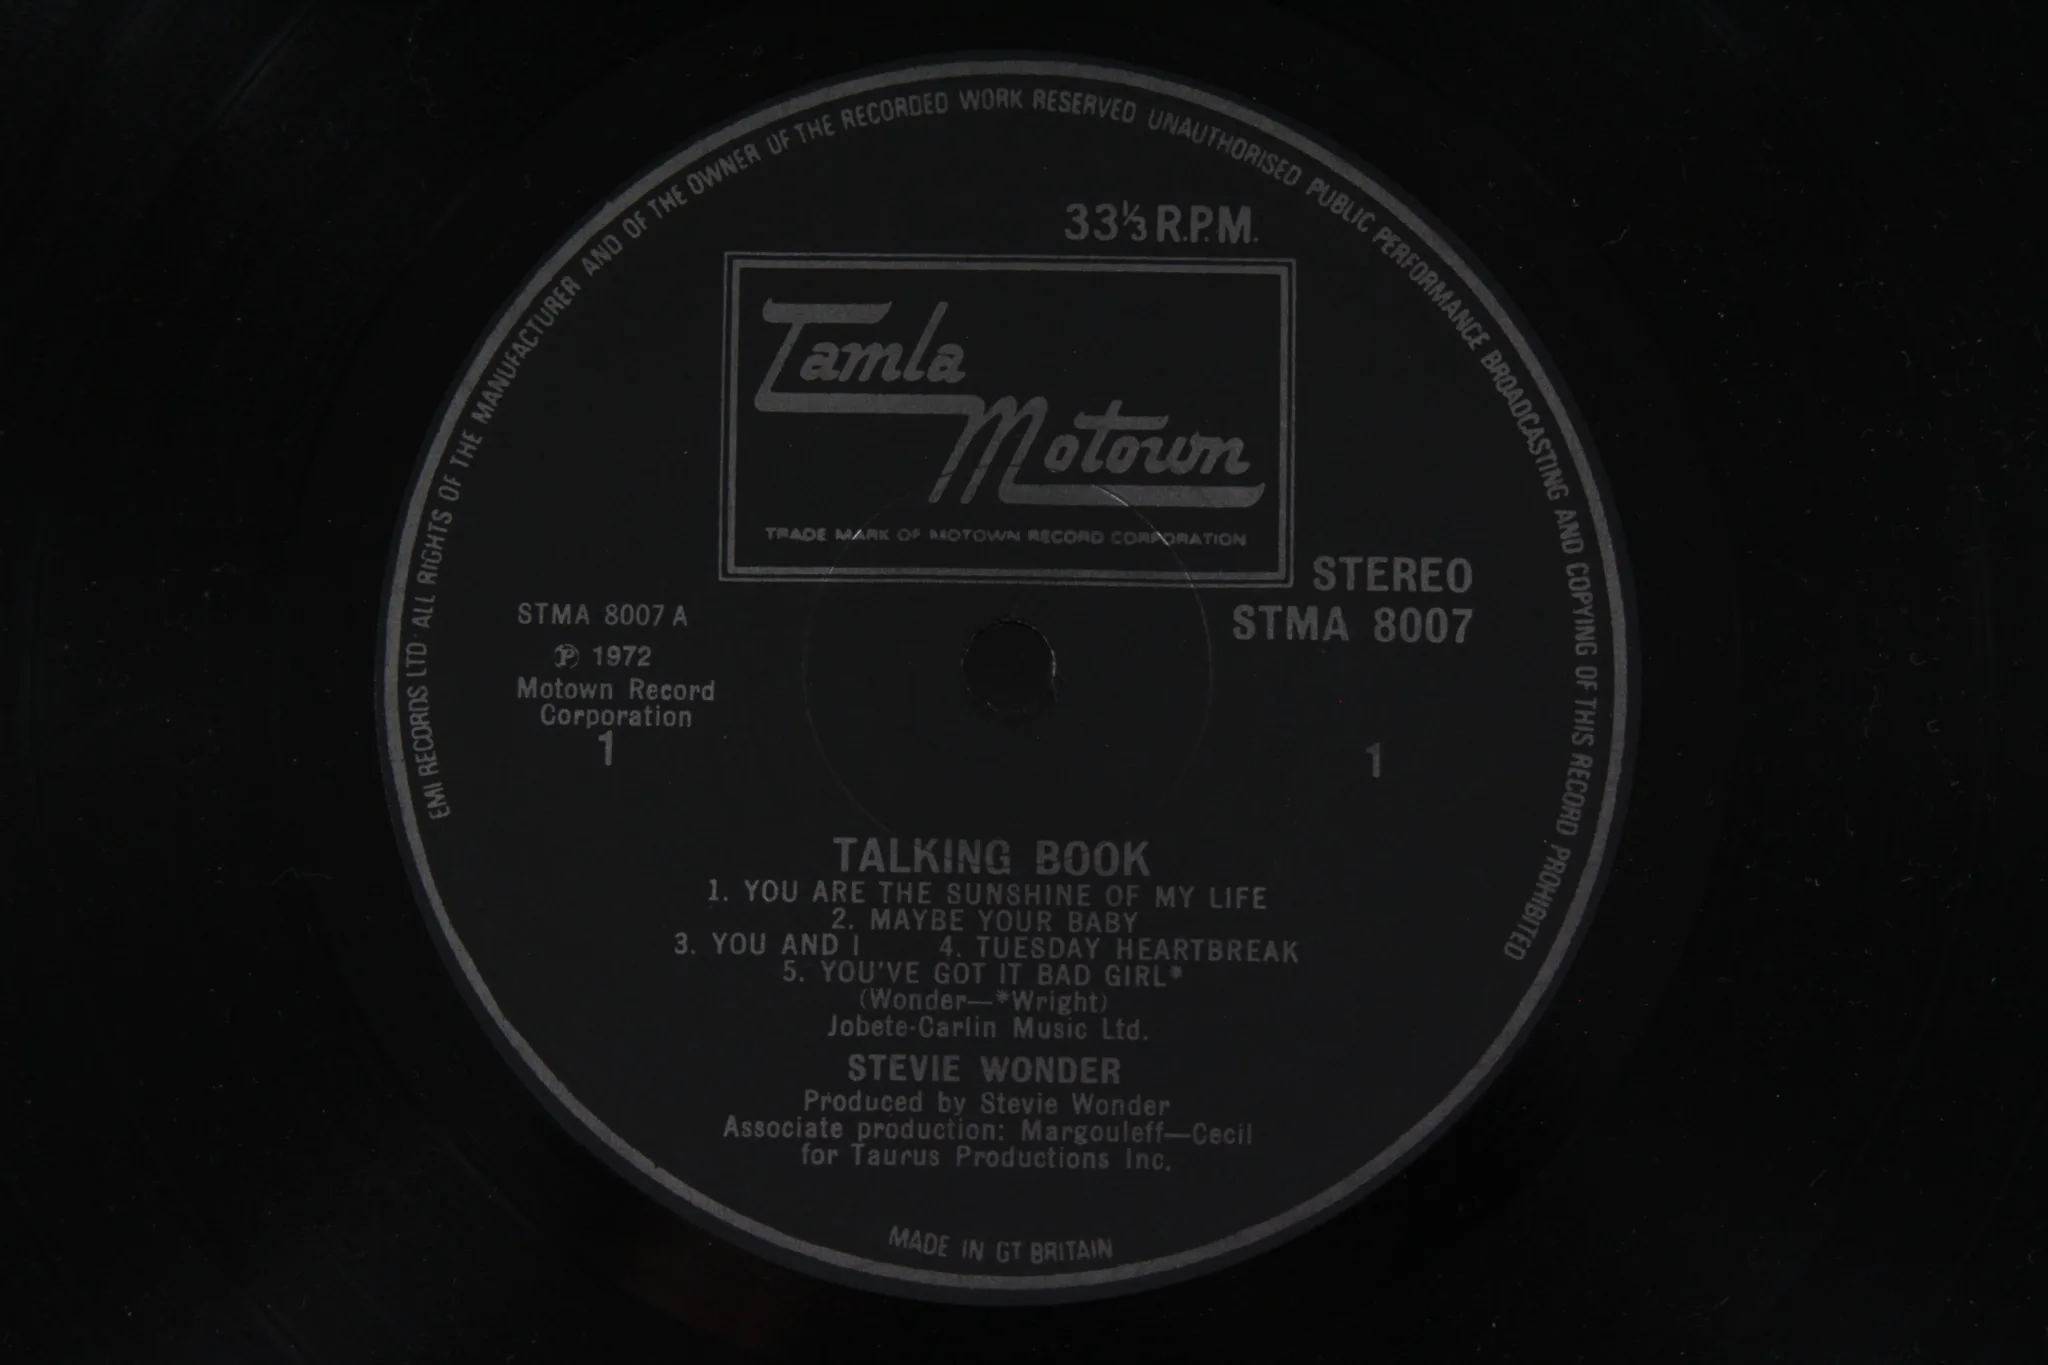 EMI RECORDS LTD ALL RIGHTS OF THE MANUFACTURER AND OF THE OWNER OF THE RECORDED WORK RESERVED UNAUTHORISED PUBLIC PERFORMANCE BROADCASTING AND COPYING OF THIS RECORD PROHIBITED
33⅓ R.P.M.
Tamla
Motown
TRADE MARK OF MOTOWN RECORD CORPORATION
STEREO
STMA 8007
STMA 8007 A
℗ 1972
Motown Record
Corporation
1
1
TALKING BOOK
1. YOU ARE THE SUNSHINE OF MY LIFE
2. MAYBE YOUR BABY
3. YOU AND I 4. TUESDAY HEARTBREAK
5. YOU'VE GOT IT BAD GIRL*
(Wonder—*Wright)
Jobete-Carlin Music Ltd.
STEVIE WONDER
Produced by Stevie Wonder
Associate production: Margouleff—Cecil
for Taurus Productions Inc.
MADE IN GT BRITAIN